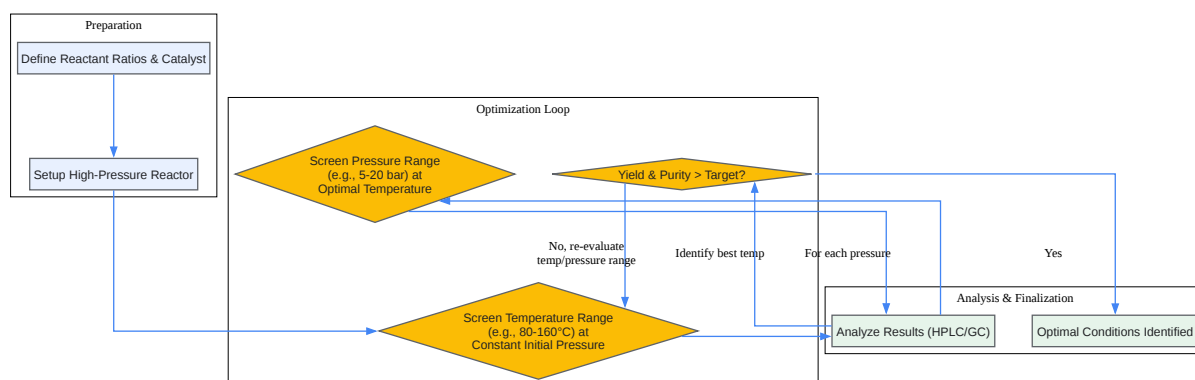 Preparation
Define Reactant Ratios & Catalyst
Setup High-Pressure Reactor
Optimization Loop
Screen Pressure Range
(e.g., 5-20 bar) at
Optimal Temperature
Yield & Purity > Target?
No, re-evaluate
temp/pressure range
Identify best temp
For each pressure
Yes
Screen Temperature Range
(e.g., 80-160°C) at
Constant Initial Pressure
Analysis & Finalization
Analyze Results (HPLC/GC)
Optimal Conditions Identified